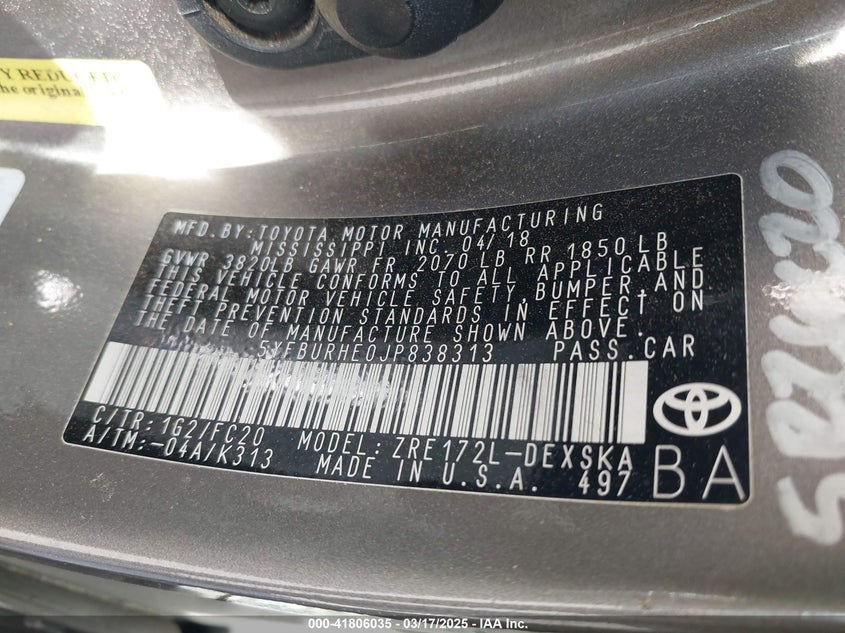 Y REDUCED
he original
MFD. BY: TOYOTA MOTOR MANUFACTURING
MISSISSIPPI INC. 04/18
GVWR 3820LB GAWR FR 2070LB RR 1850LB
THIS VEHICLE CONFORMS TO ALL APPLICABLE
FEDERAL MOTOR VEHICLE SAFETY, BUMPER, AND
THEFT PREVENTION STANDARDS IN EFFECT ON
THE DATE OF MANUFACTURE SHOWN ABOVE.
5YFBURHE0JP838313 PASS. CAR
C/TR: 1G2/FC20 MODEL: ZRE172L-DEXSKA
A/TM: -04A/K313 MADE IN U.S.A. 497
BA
000-41806035 -- 03/17/2025 -- IAA Inc.